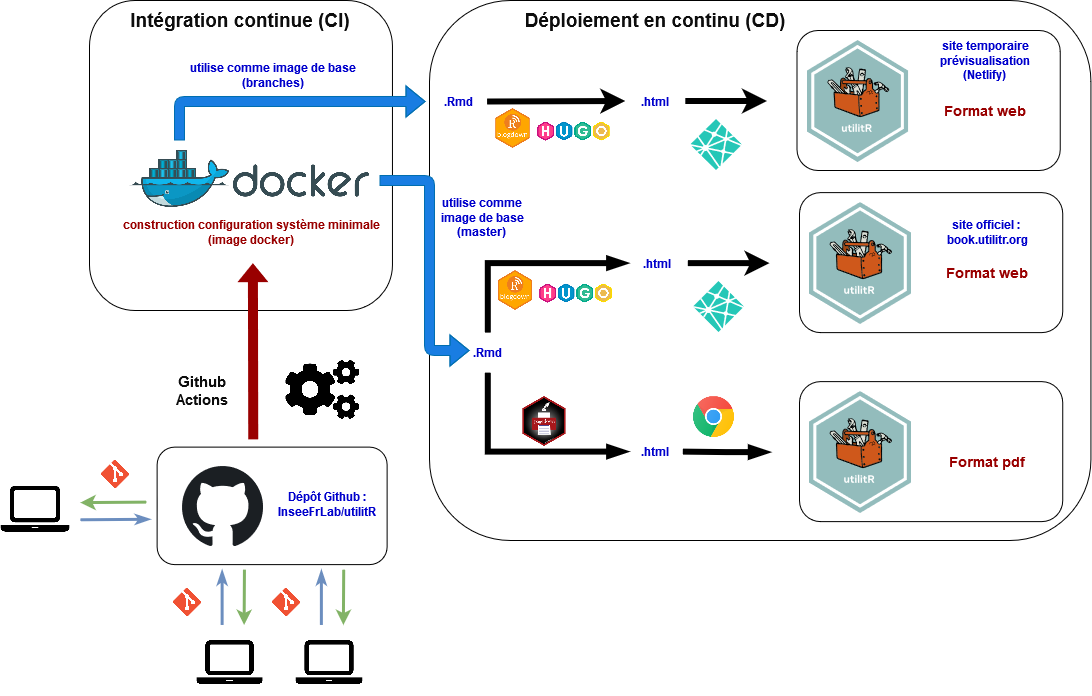 Intégration continue (CI)
Déploiement en continu (CD)
utilise comme image de base
(branches)
docker
construction configuration système minimale
(image docker)
.Rmd
blogdown
HUGO
.html
utilitR
site temporaire
prévisualisation
(Netlify)
Format web
utilise comme
image de base
(master)
blogdown
HUGO
.html
utilitR
site officiel :
book.utilitr.org
Format web
.Rmd
.html
utilitR
Format pdf
Github
Actions
Dépôt Github :
InseeFrLab/utilitR